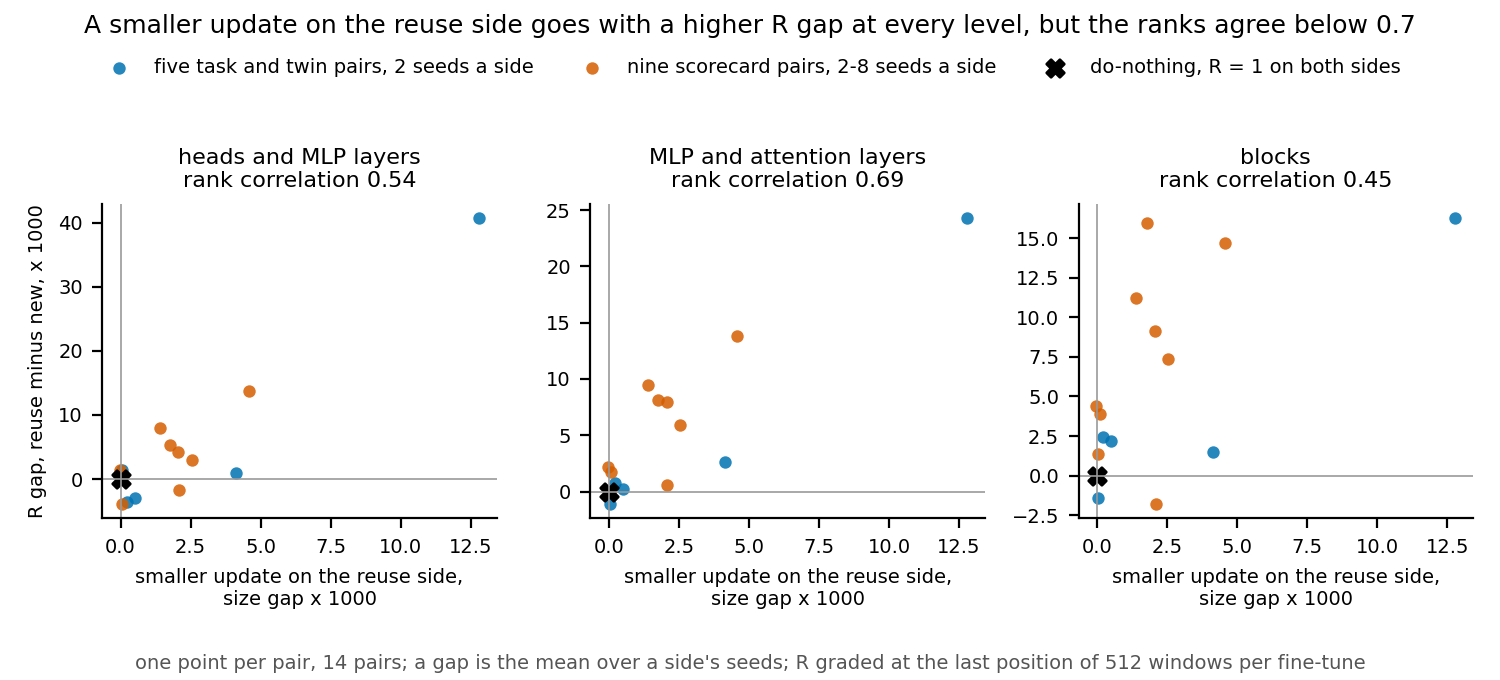 A smaller update on the reuse side goes with a higher R gap at every level, but the ranks agree below 0.7
five task and twin pairs, 2 seeds a side
nine scorecard pairs, 2-8 seeds a side
do-nothing, R = 1 on both sides
heads and MLP layers
rank correlation 0.54
R gap, reuse minus new, x 1000
40
30
20
10
0
0.0 2.5 5.0 7.5 10.0 12.5
smaller update on the reuse side,
size gap x 1000
MLP and attention layers
rank correlation 0.69
25
20
15
10
5
0
0.0 2.5 5.0 7.5 10.0 12.5
smaller update on the reuse side,
size gap x 1000
blocks
rank correlation 0.45
15.0
12.5
10.0
7.5
5.0
2.5
0.0
−2.5
0.0 2.5 5.0 7.5 10.0 12.5
smaller update on the reuse side,
size gap x 1000
one point per pair, 14 pairs; a gap is the mean over a side's seeds; R graded at the last position of 512 windows per fine-tune